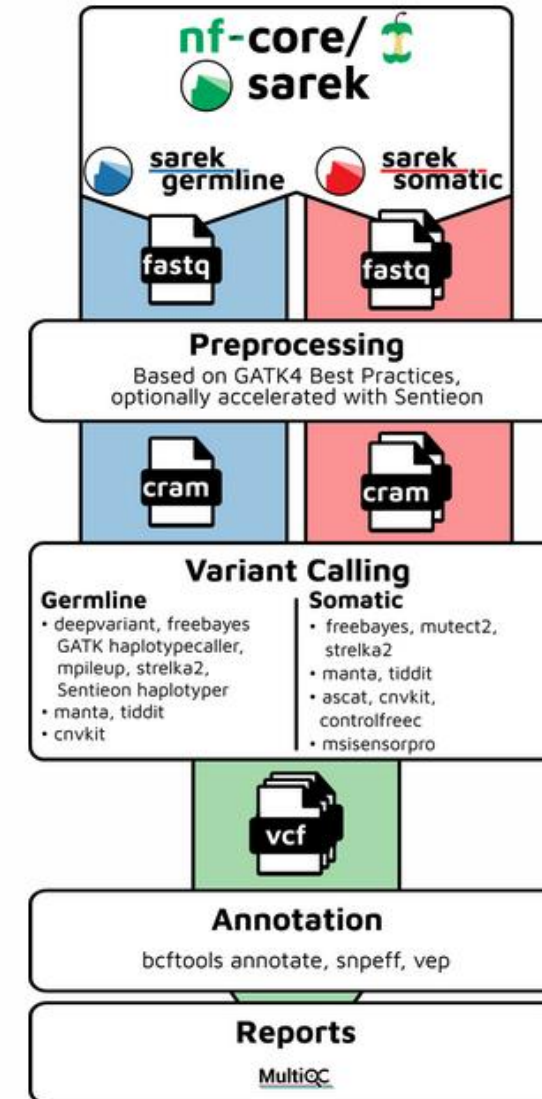 nf-core/
sarek
sarek
germline
sarek
somatic
fastq
fastq
Preprocessing
Based on GATK4 Best Practices,
optionally accelerated with Sentieon
cram
cram
Variant Calling
Germline
• deepvariant, freebayes
GATK haplotypecaller,
mpileup, strelka2,
Sentieon haplotyper
• manta, tiddit
• cnvkit
Somatic
• freebayes, mutect2,
strelka2
• manta, tiddit
• ascat, cnvkit,
controlfreec
• msisensorpro
vcf
Annotation
bcftools annotate, snpeff, vep
Reports
MultiQC